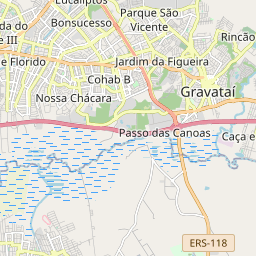 Eucaliptos
Bonsucesso
Parque São
Vicente
da do
e III
Rincão
e Florido
Jardim da Figueira
Cohab B
Nossa Chácara
Gravataí
Passo das Canoas
Caça e
ERS-118